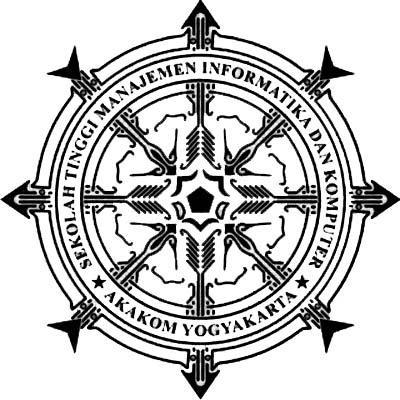 SEKOLAH TINGGI MANAJEMEN INFORMATIKA DAN KOMPUTER
★ AKAKOM YOGYAKARTA ★